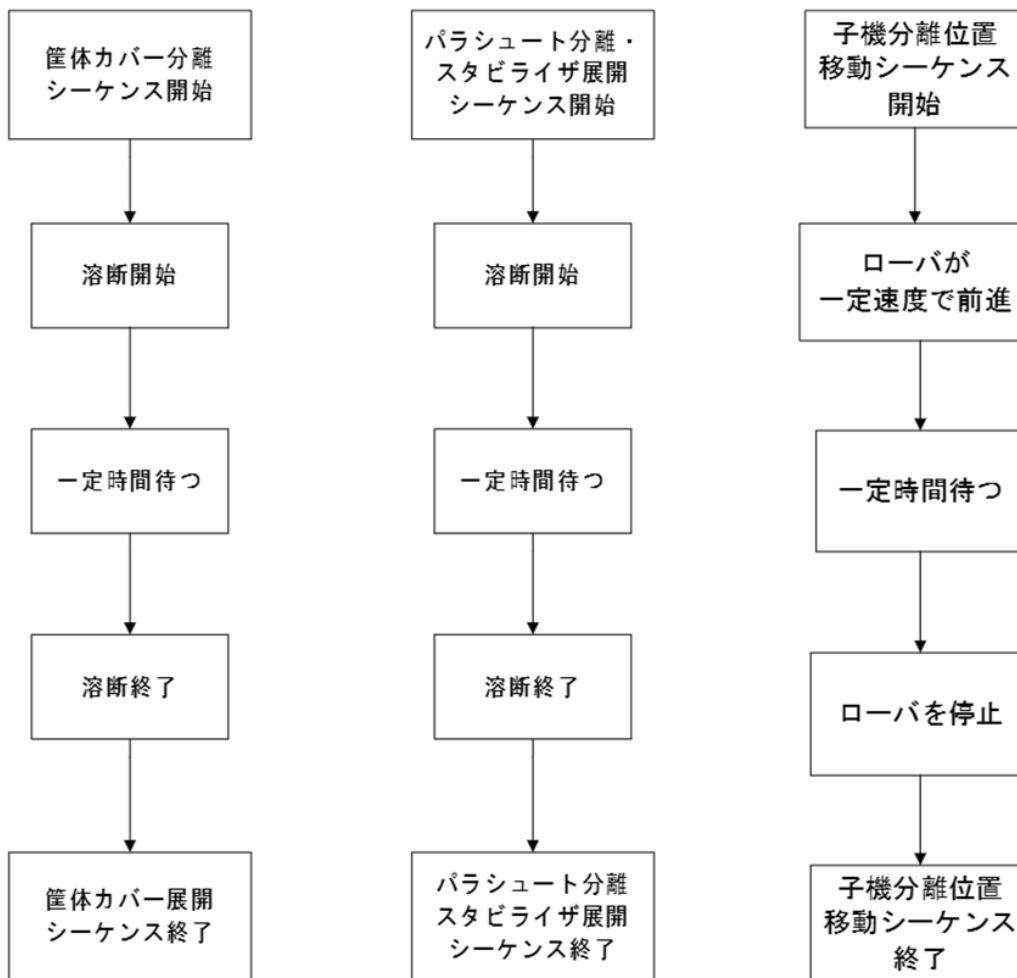 筐体カバー分離
シーケンス開始
溶断開始
一定時間待つ
溶断終了
筐体カバー展開
シーケンス終了
パラシュート分離・
スタビライザ展開
シーケンス開始
溶断開始
一定時間待つ
溶断終了
パラシュート分離
スタビライザ展開
シーケンス終了
子機分離位置
移動シーケンス
開始
ローバが
一定速度で前進
一定時間待つ
ローバを停止
子機分離位置
移動シーケンス
終了